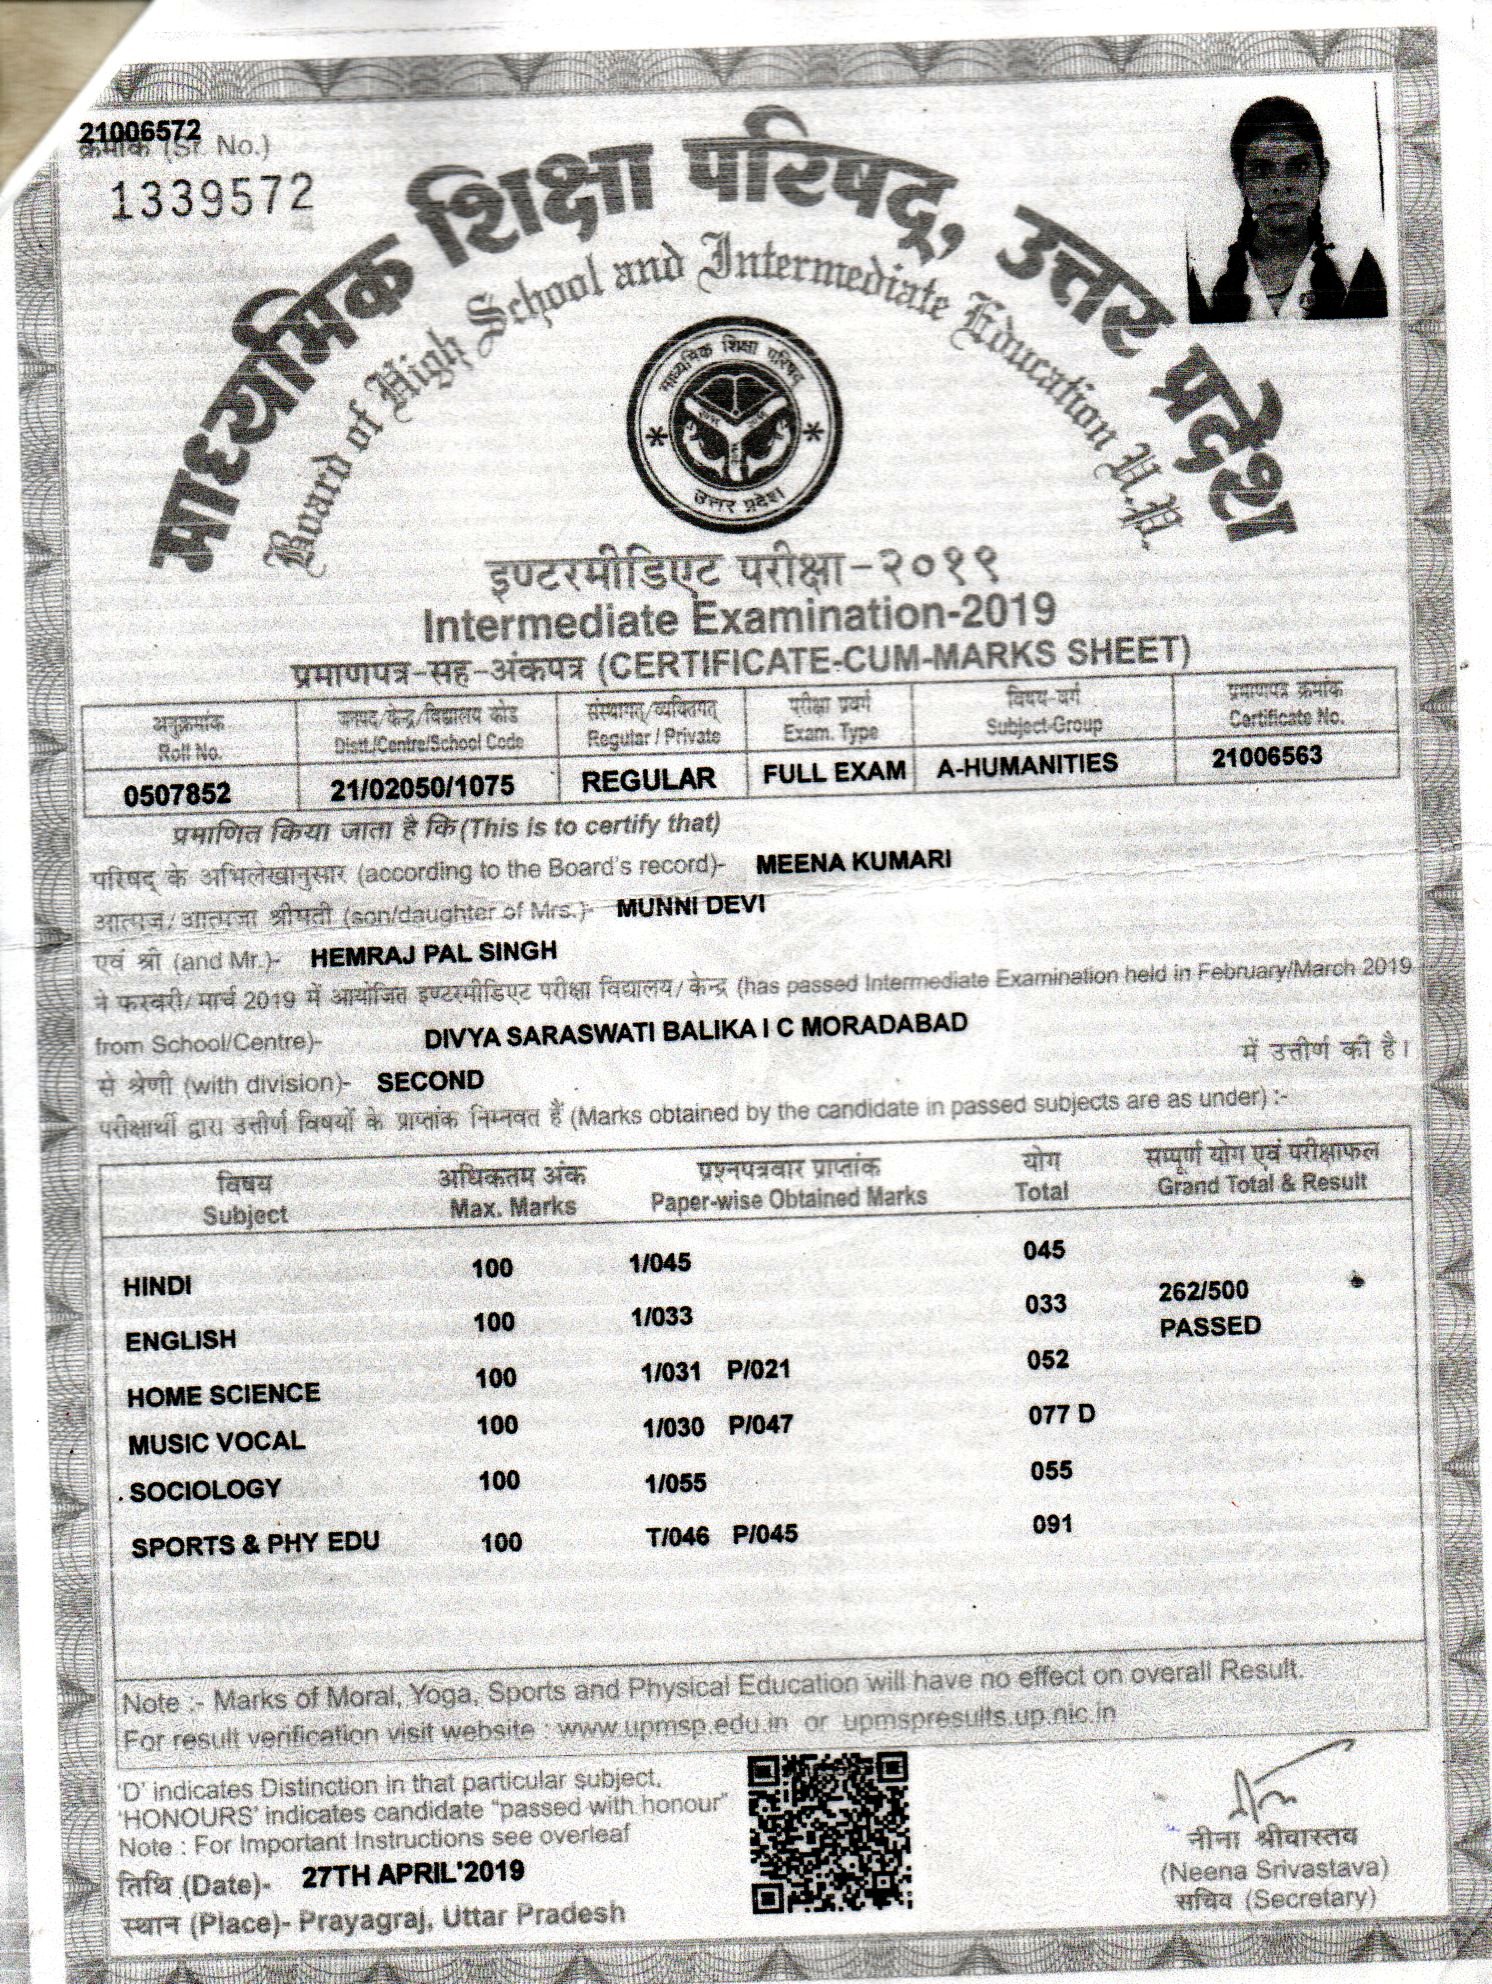 21006572
क्रमांक (Sr. No.)
1339572
माध्यमिक शिक्षा परिषद्, उत्तर प्रदेश
Board of High School and Intermediate Education U.P.
माध्यमिक शिक्षा परिषद्
उत्तर प्रदेश
इण्टरमीडिएट परीक्षा-२०१९
Intermediate Examination-2019
प्रमाणपत्र-सह-अंकपत्र (CERTIFICATE-CUM-MARKS SHEET)
अनुक्रमांक जनपद/केन्द्र/विद्यालय कोड संस्थागत/व्यक्तिगत परीक्षा प्रवर्ग विषय-वर्ग प्रमाणपत्र क्रमांक
Roll No. Distt./Centre/School Code Regular / Private Exam. Type Subject-Group Certificate No.
0507852 21/02050/1075 REGULAR FULL EXAM A-HUMANITIES 21006563
प्रमाणित किया जाता है कि (This is to certify that)
परिषद् के अभिलेखानुसार (according to the Board's record)- MEENA KUMARI
आत्मज/आत्मजा श्रीमती (son/daughter of Mrs.)- MUNNI DEVI
एवं श्री (and Mr.)- HEMRAJ PAL SINGH
ने फरवरी/मार्च 2019 में आयोजित इण्टरमीडिएट परीक्षा विद्यालय/केन्द्र (has passed Intermediate Examination held in February/March 2019
from School/Centre)- DIVYA SARASWATI BALIKA I C MORADABAD
में उत्तीर्ण की है।
से श्रेणी (with division)- SECOND
परीक्षार्थी द्वारा उत्तीर्ण विषयों के प्राप्तांक निम्नवत हैं (Marks obtained by the candidate in passed subjects are as under) :-
विषय अधिकतम अंक प्रश्नपत्रवार प्राप्तांक योग सम्पूर्ण योग एवं परीक्षाफल
Subject Max. Marks Paper-wise Obtained Marks Total Grand Total & Result
HINDI 100 1/045 045
262/500
ENGLISH 100 1/033 033
PASSED
HOME SCIENCE 100 1/031 P/021 052
MUSIC VOCAL 100 1/030 P/047 077 D
SOCIOLOGY 100 1/055 055
SPORTS & PHY EDU 100 T/046 P/045 091
Note :- Marks of Moral, Yoga, Sports and Physical Education will have no effect on overall Result.
For result verification visit website : www.upmsp.edu.in or upmspresults.up.nic.in
'D' indicates Distinction in that particular subject.
'HONOURS' indicates candidate "passed with honour"
Note : For Important Instructions see overleaf
तिथि (Date)- 27TH APRIL'2019
स्थान (Place)- Prayagraj, Uttar Pradesh
नीना श्रीवास्तव
(Neena Srivastava)
सचिव (Secretary)